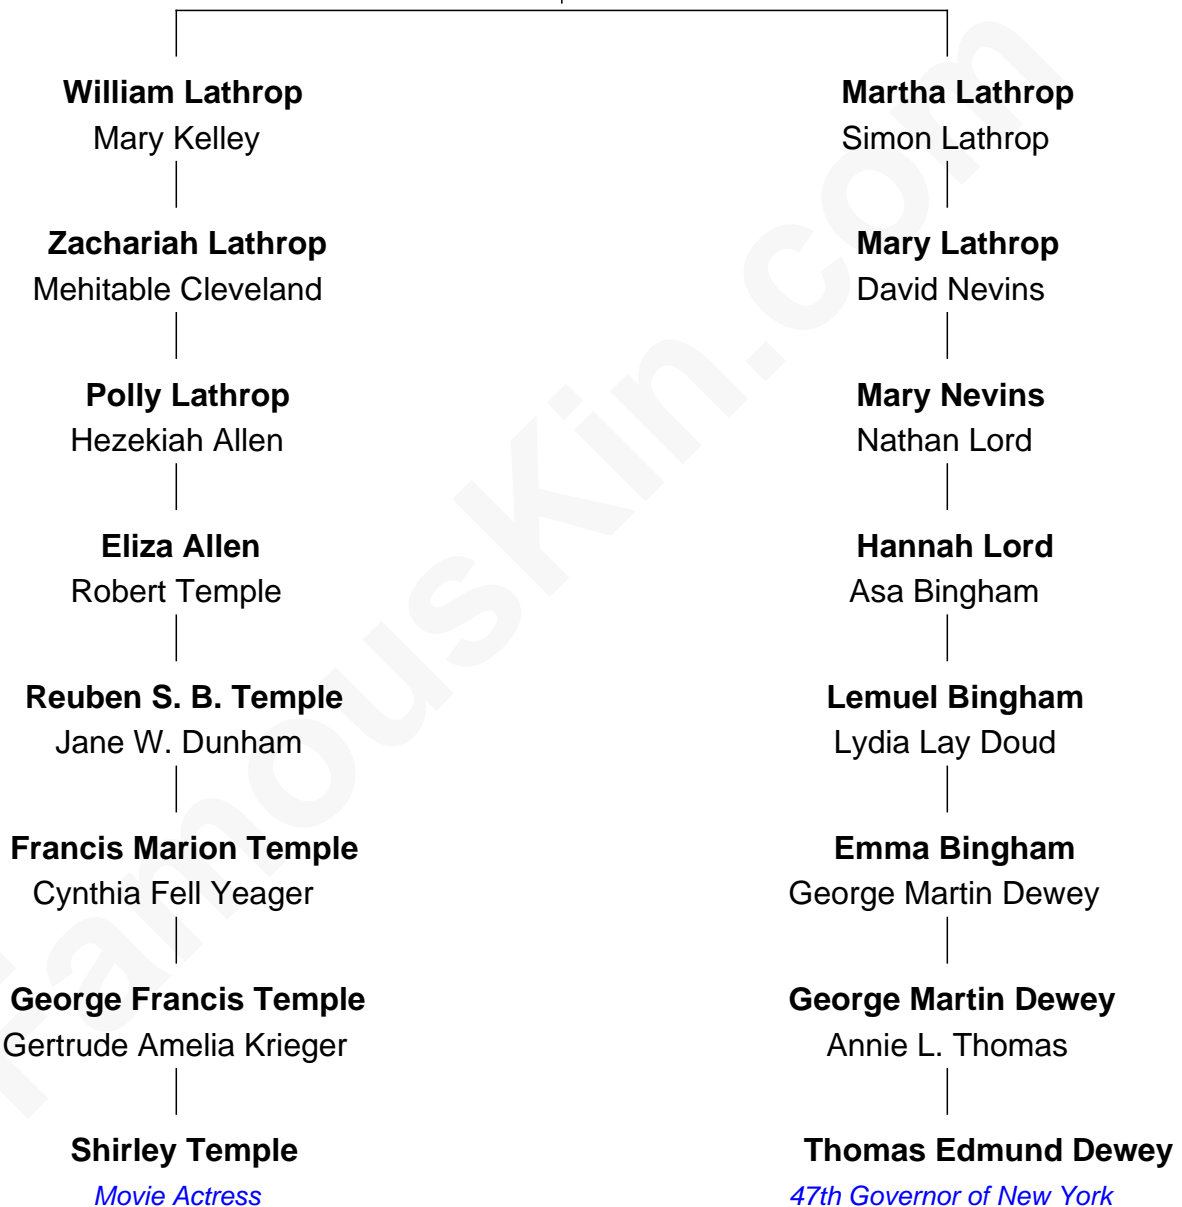 William Lathrop
Mary Kelley
Zachariah Lathrop
Mehitable Cleveland
Polly Lathrop
Hezekiah Allen
Eliza Allen
Robert Temple
Reuben S. B. Temple
Jane W. Dunham
Francis Marion Temple
Cynthia Fell Yeager
George Francis Temple
Gertrude Amelia Krieger
Shirley Temple
Movie Actress
Martha Lathrop
Simon Lathrop
Mary Lathrop
David Nevins
Mary Nevins
Nathan Lord
Hannah Lord
Asa Bingham
Lemuel Bingham
Lydia Lay Doud
Emma Bingham
George Martin Dewey
George Martin Dewey
Annie L. Thomas
Thomas Edmund Dewey
47th Governor of New York
FamousKin.com